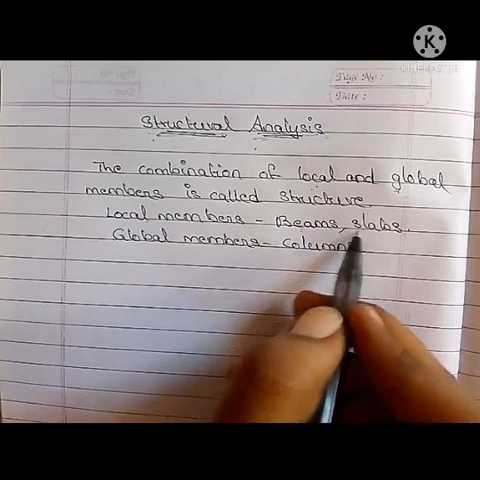 KINEMASTER
Page No :
Date :
Structural Analysis
The combination of local and global
members is called structure.
Local members - Beams, slabs.
Global members - columns